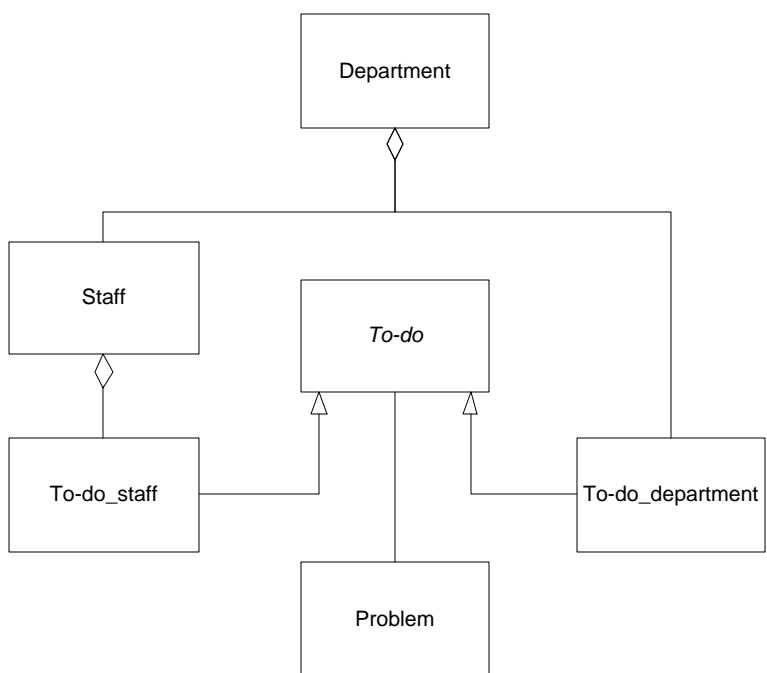 Department
Staff
To-do
To-do_staff
To-do_department
Problem